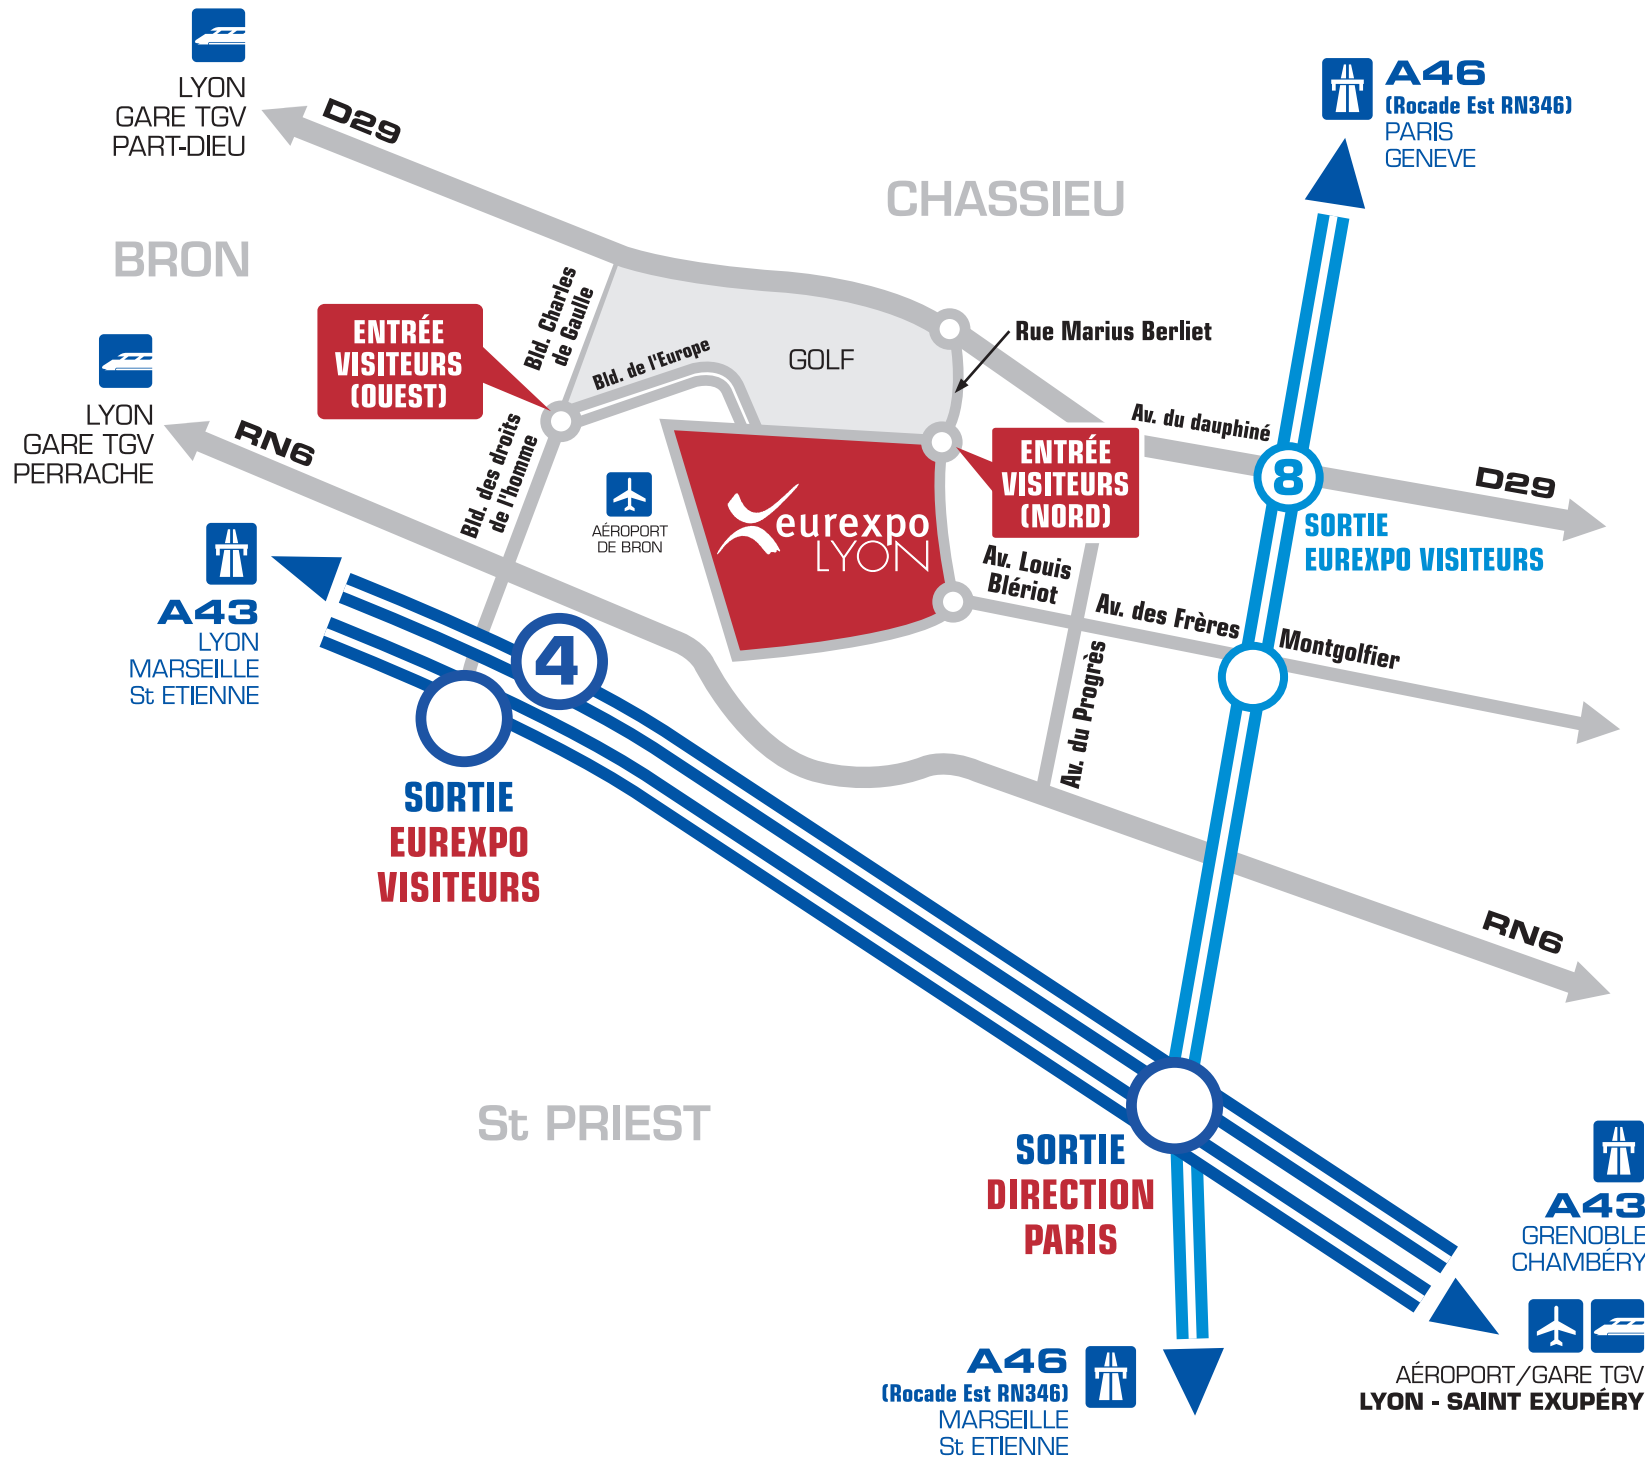 LYON
GARE TGV
PART-DIEU
D29
A46
(Rocade Est RN346)
PARIS
GENEVE
CHASSIEU
BRON
Bld. Charles
de Gaulle
ENTRÉE
VISITEURS
(OUEST)
Bld. de l'Europe
GOLF
Rue Marius Berliet
LYON
GARE TGV
PERRACHE
RN6
Bld. des droits
de l'homme
Av. du dauphiné
ENTRÉE
VISITEURS
(NORD)
8
D29
SORTIE
EUREXPO VISITEURS
AÉROPORT
DE BRON
eurexpo
LYON
Av. Louis
Blériot
Av. des Frères
Montgolfier
Av. du Progrès
A43
LYON
MARSEILLE
St ETIENNE
4
SORTIE
EUREXPO
VISITEURS
RN6
St PRIEST
SORTIE
DIRECTION
PARIS
A43
GRENOBLE
CHAMBÉRY
A46
(Rocade Est RN346)
MARSEILLE
St ETIENNE
AÉROPORT/GARE TGV
LYON - SAINT EXUPÉRY